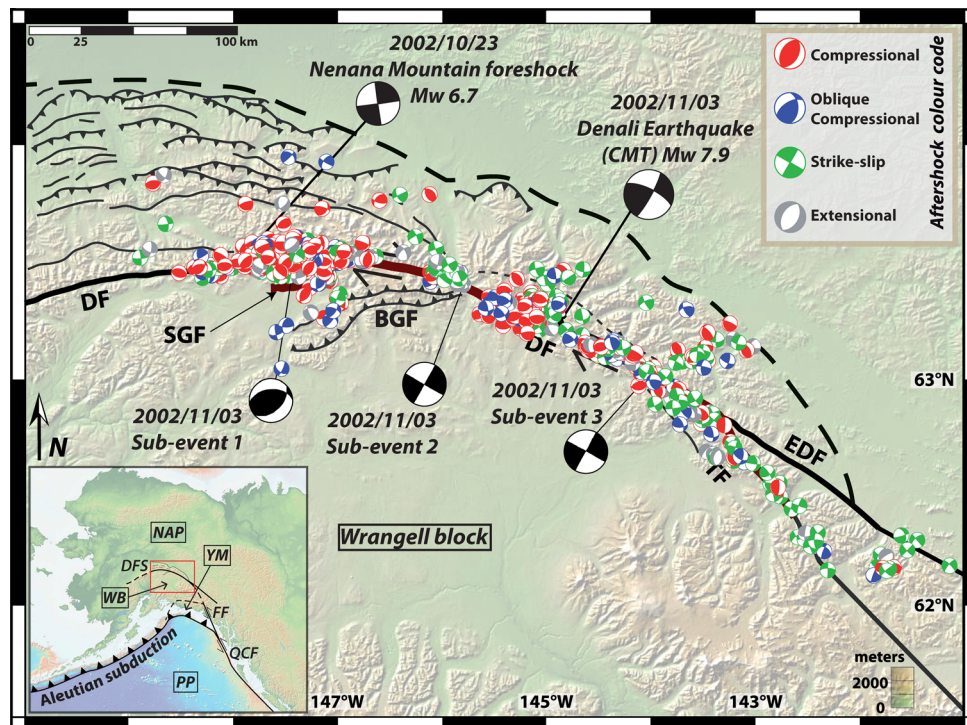 0 25 100 km
2002/10/23
Nenana Mountain foreshock
Mw 6.7
2002/11/03
Denali Earthquake
(CMT) Mw 7.9
Compressional
Oblique
Compressional
Strike-slip
Extensional
Aftershock colour code
DF
SGF
BGF
DF
2002/11/03
Sub-event 1
2002/11/03
Sub-event 2
2002/11/03
Sub-event 3
63°N
N
EDF
TF
Wrangell block
NAP
YM
DFS
WB
FF
QCF
Aleutian subduction
PP
62°N
meters
2000
0
147°W
145°W
143°W